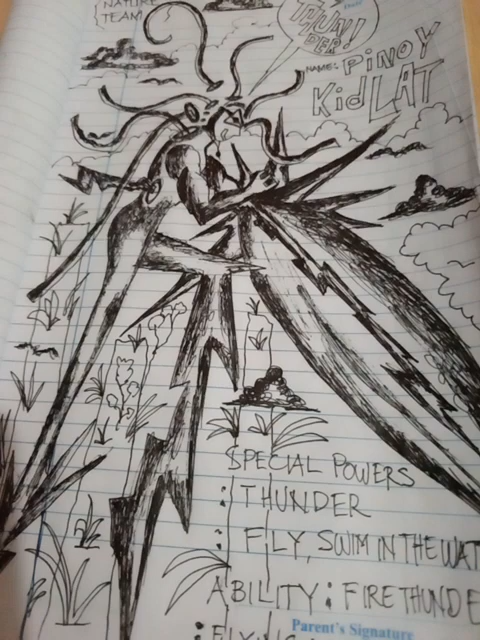 NATURE
TEAM
THUN
DER!
NAME: PINOY
KidLAT
SPECIAL POWERS
: THUNDER
: FLY, SWIM IN THE WAT
ABILITY : FIRE THUNDE
Parent's Signature